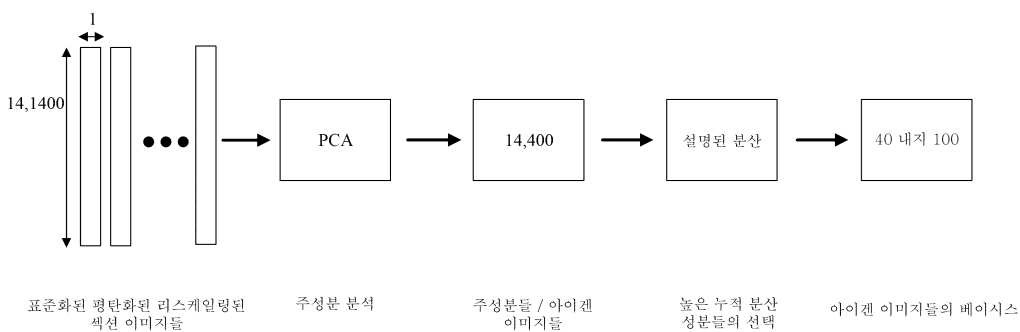 1
14,1400
PCA
14,400
설명된 분산
40 내지 100
표준화된 평탄화된 리스케일링된
섹션 이미지들
주성분 분석
주성분들 / 아이겐
이미지들
높은 누적 분산
성분들의 선택
아이겐 이미지들의 베이시스